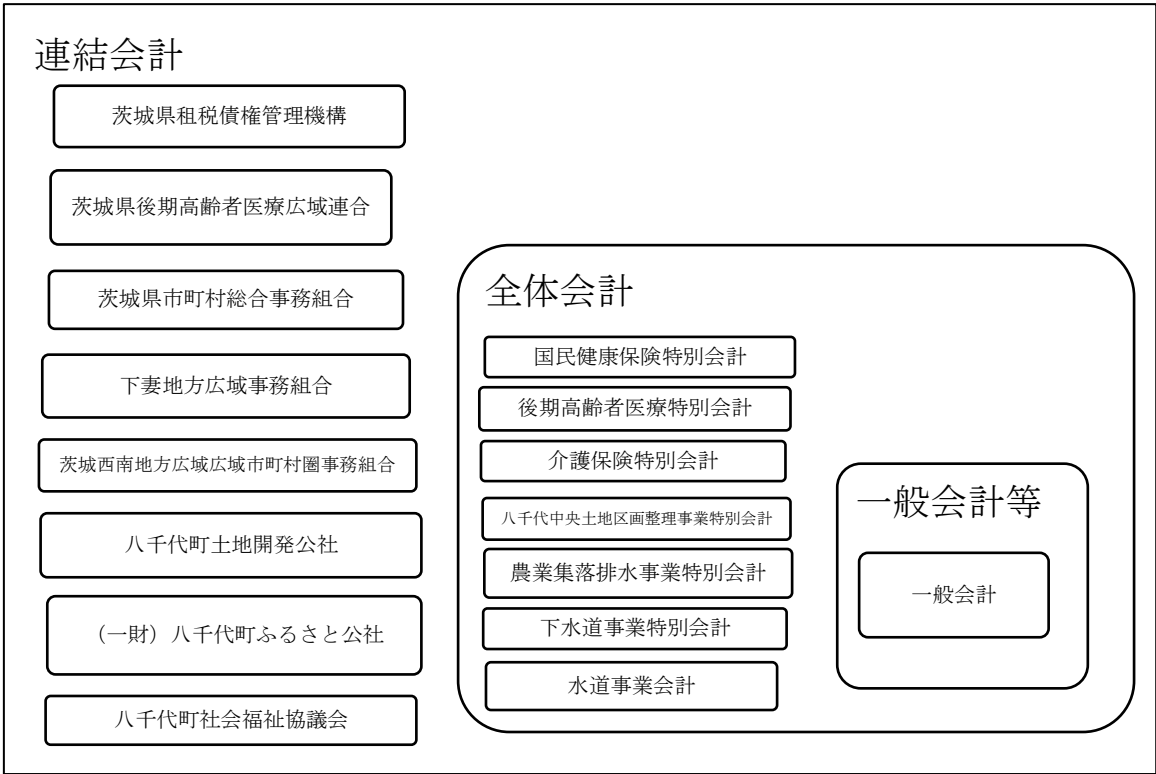 連結会計
茨城県租税債権管理機構
茨城県後期高齢者医療広域連合
茨城県市町村総合事務組合
下妻地方広域事務組合
茨城西南地方広域広域市町村圏事務組合
八千代町土地開発公社
（一財）八千代町ふるさと公社
八千代町社会福祉協議会
全体会計
国民健康保険特別会計
後期高齢者医療特別会計
介護保険特別会計
八千代中央土地区画整理事業特別会計
農業集落排水事業特別会計
下水道事業特別会計
水道事業会計
一般会計等
一般会計